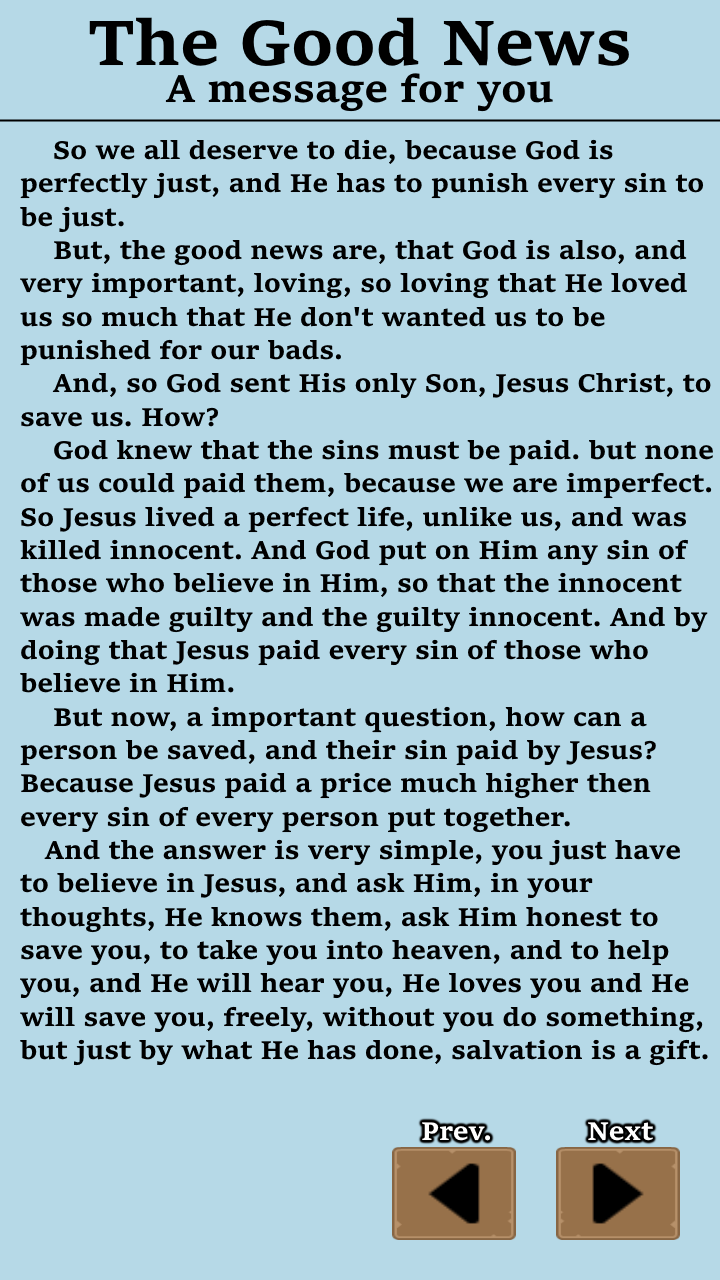 The Good News
A message for you
So we all deserve to die, because God is
perfectly just, and He has to punish every sin to
be just.
But, the good news are, that God is also, and
very important, loving, so loving that He loved
us so much that He don't wanted us to be
punished for our bads.
And, so God sent His only Son, Jesus Christ, to
save us. How?
God knew that the sins must be paid. but none
of us could paid them, because we are imperfect.
So Jesus lived a perfect life, unlike us, and was
killed innocent. And God put on Him any sin of
those who believe in Him, so that the innocent
was made guilty and the guilty innocent. And by
doing that Jesus paid every sin of those who
believe in Him.
But now, a important question, how can a
person be saved, and their sin paid by Jesus?
Because Jesus paid a price much higher then
every sin of every person put together.
And the answer is very simple, you just have
to believe in Jesus, and ask Him, in your
thoughts, He knows them, ask Him honest to
save you, to take you into heaven, and to help
you, and He will hear you, He loves you and He
will save you, freely, without you do something,
but just by what He has done, salvation is a gift.
Prev. Next